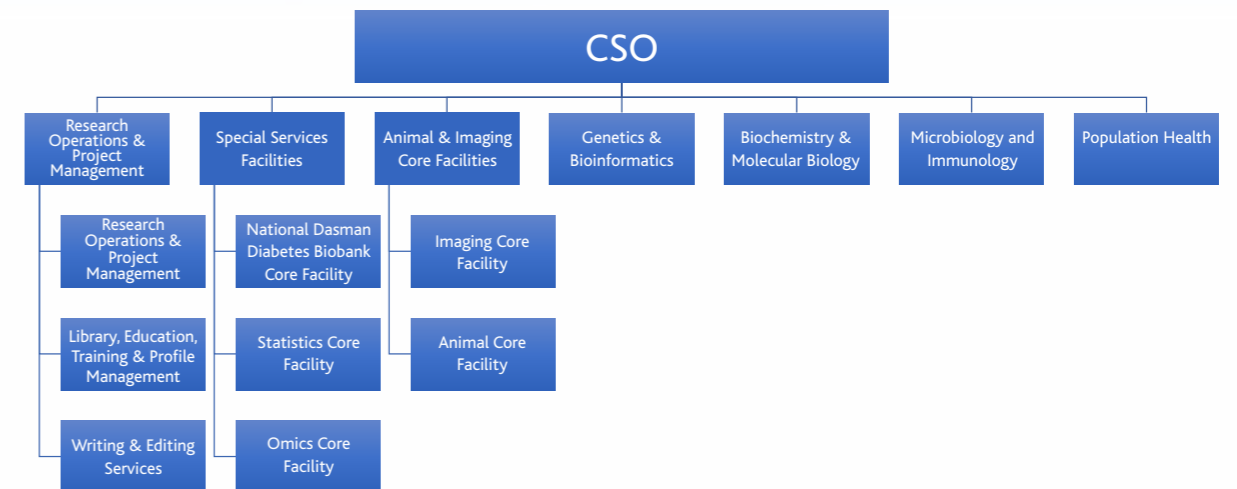 CSO
Research
Operations &
Project
Management
Special Services
Facilities
Animal & Imaging
Core Facilities
Genetics &
Bioinformatics
Biochemistry &
Molecular Biology
Microbiology and
Immunology
Population Health
Research
Operations &
Project
Management
National Dasman
Diabetes Biobank
Core Facility
Imaging Core
Facility
Library, Education,
Training & Profile
Management
Statistics Core
Facility
Animal Core
Facility
Writing & Editing
Services
Omics Core
Facility